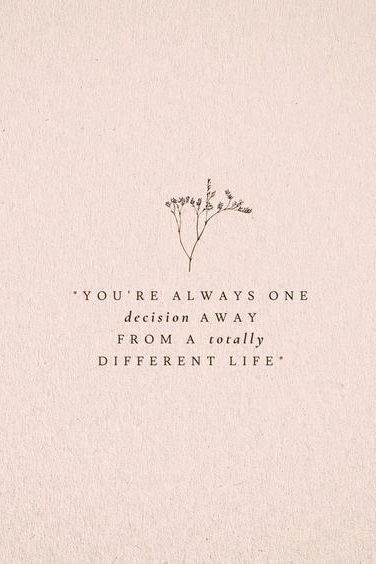 "YOU'RE ALWAYS ONE
decision AWAY
FROM A totally
DIFFERENT LIFE"